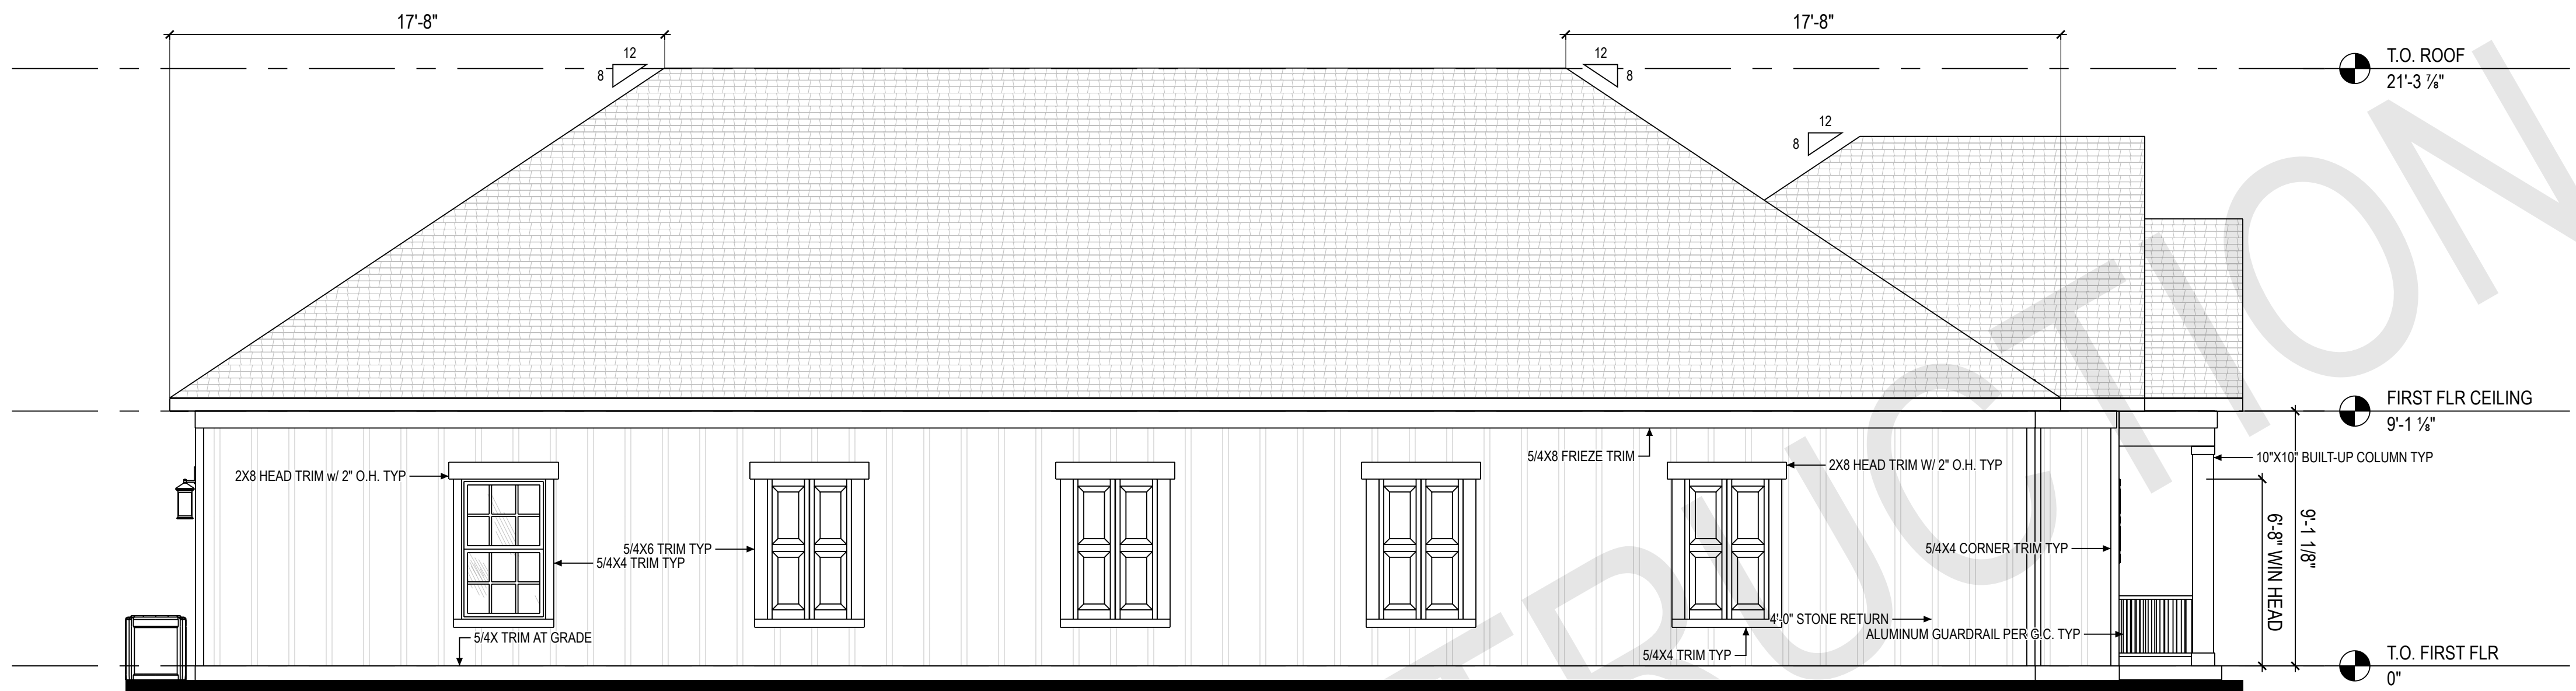 17'-8"
17'-8"
12
8
12
8
12
8
T.O. ROOF
21'-3 ⅞"
FIRST FLR CEILING
9'-1 ⅛"
5/4X8 FRIEZE TRIM
2X8 HEAD TRIM w/ 2" O.H. TYP
2X8 HEAD TRIM W/ 2" O.H. TYP
10"X10" BUILT-UP COLUMN TYP
5/4X6 TRIM TYP
5/4X4 TRIM TYP
5/4X4 CORNER TRIM TYP
6'-8" WIN HEAD
9'-1 1/8"
4'-0" STONE RETURN
ALUMINUM GUARDRAIL PER G.C. TYP
5/4X TRIM AT GRADE
5/4X4 TRIM TYP
T.O. FIRST FLR
0"
TRUCTION